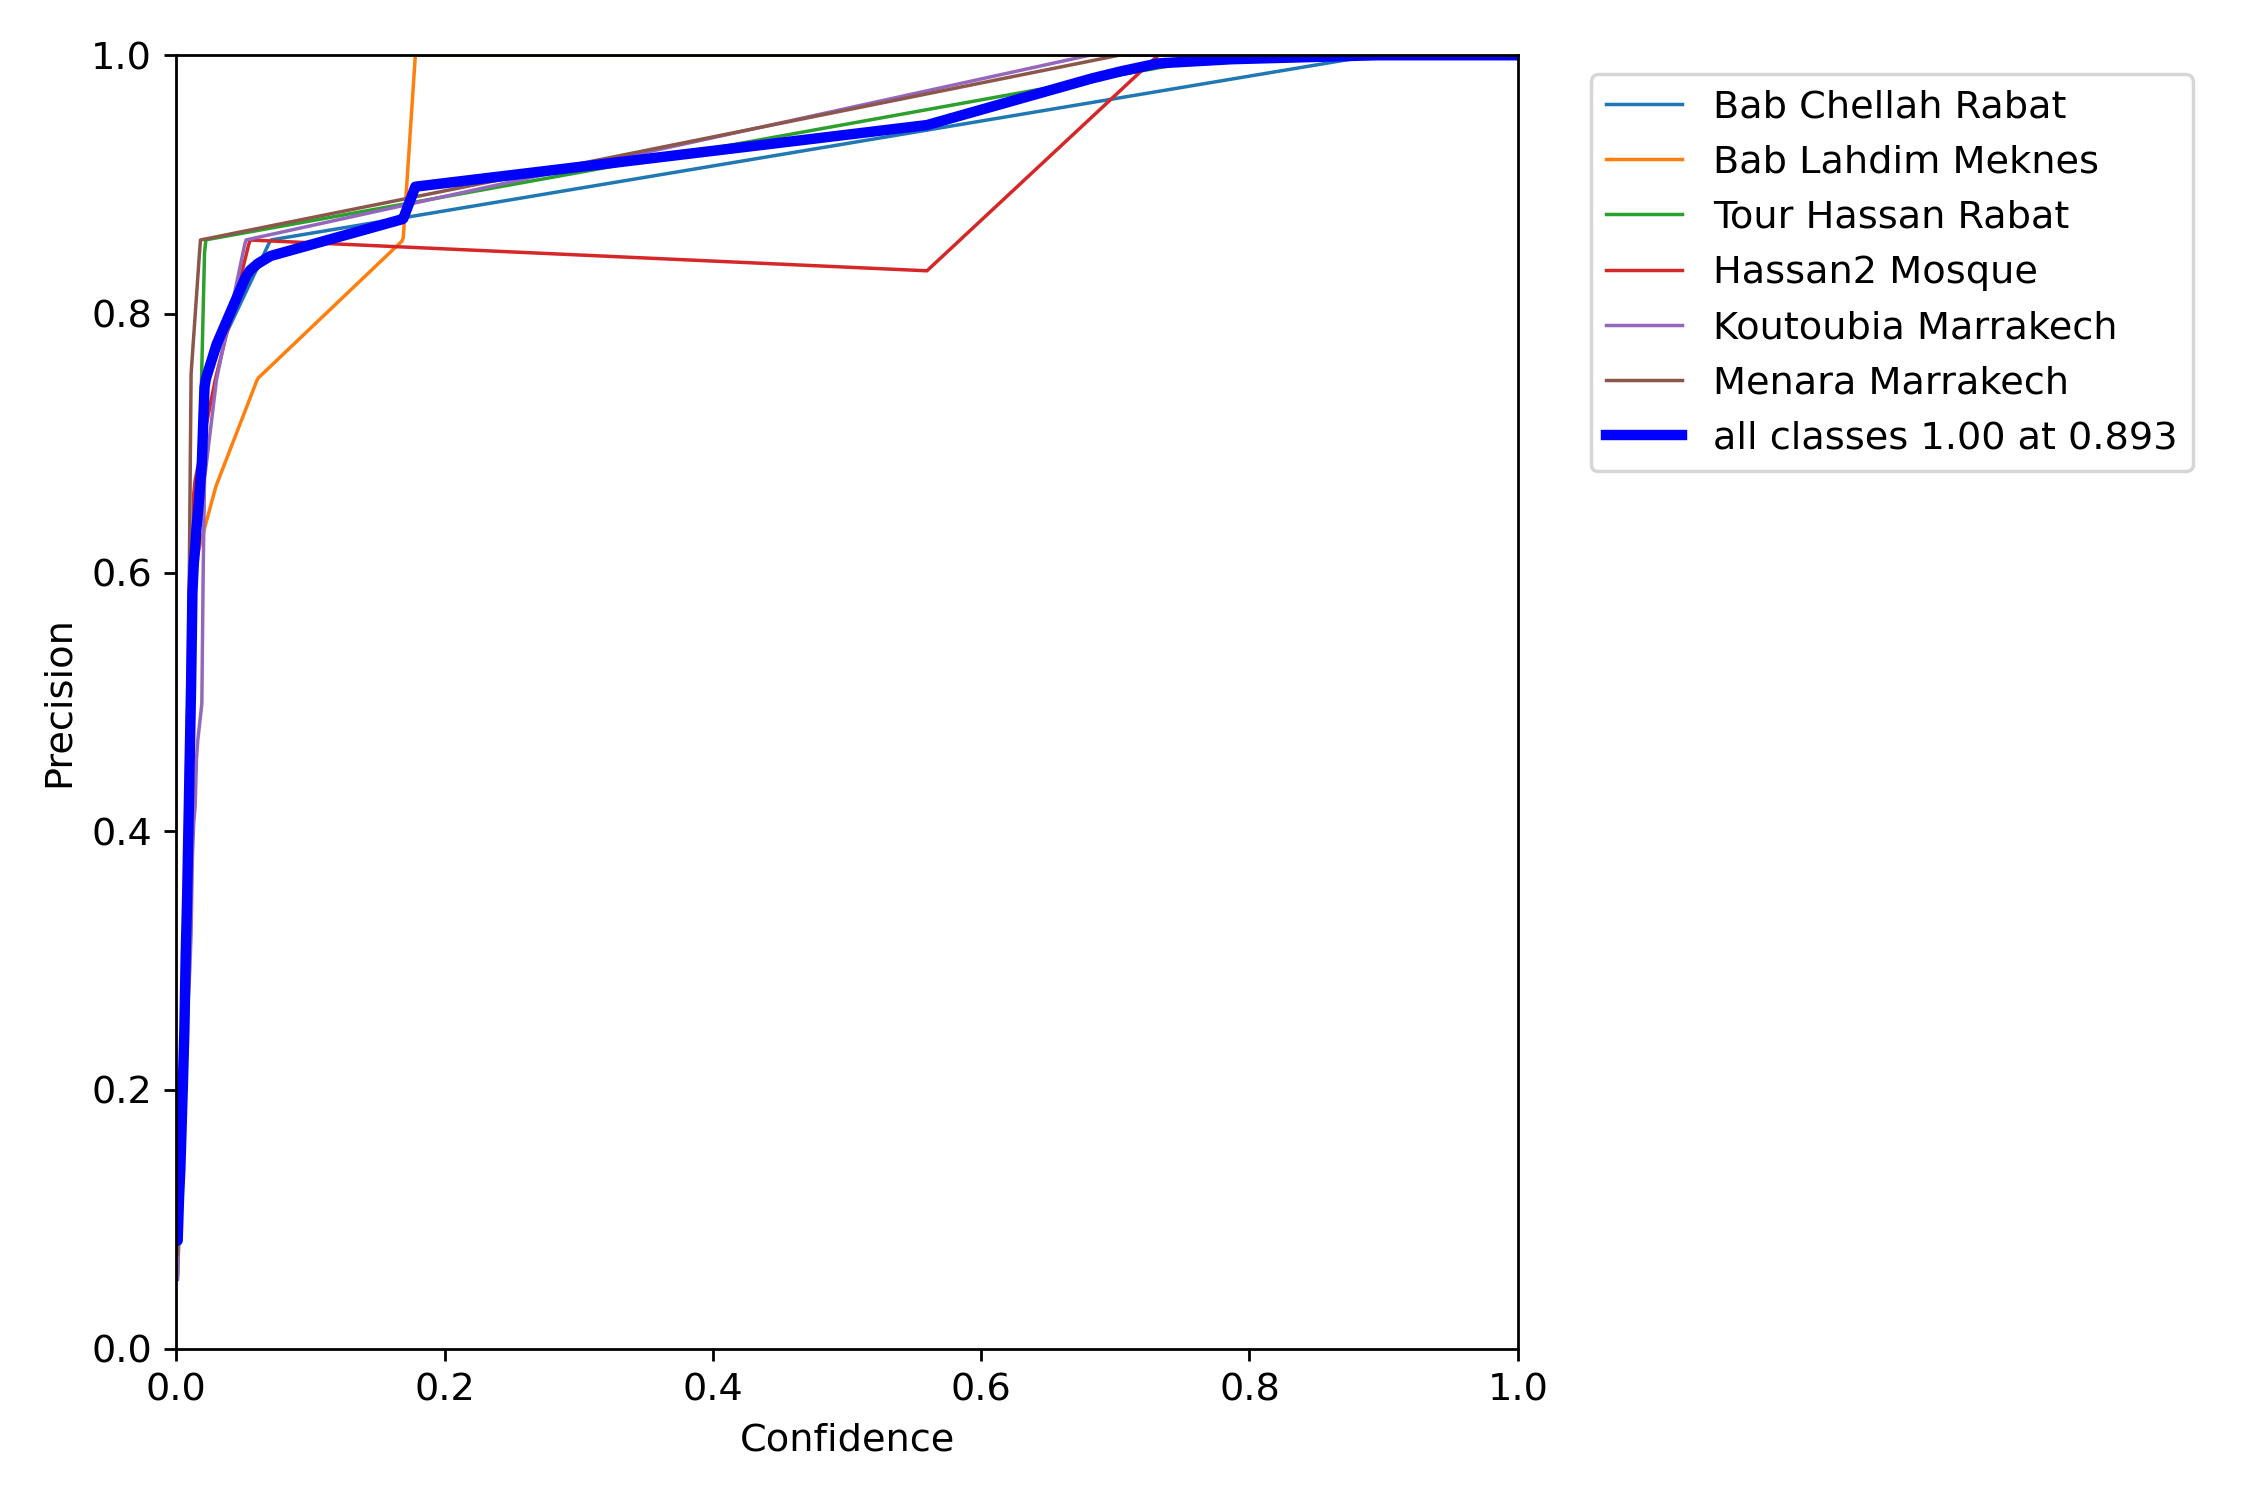 1.0
0.8
0.6
0.4
0.2
0.0
Precision
0.0 0.2 0.4 0.6 0.8 1.0
Confidence
Bab Chellah Rabat
Bab Lahdim Meknes
Tour Hassan Rabat
Hassan2 Mosque
Koutoubia Marrakech
Menara Marrakech
all classes 1.00 at 0.893